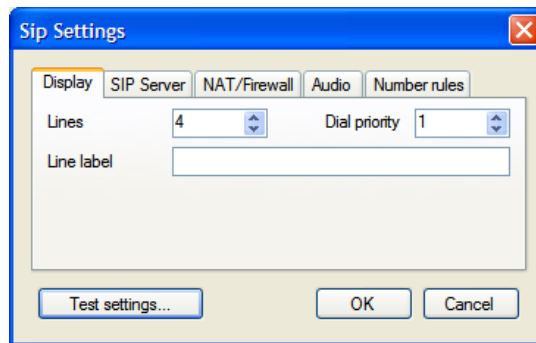 Sip Settings
Display SIP Server NAT/Firewall Audio Number rules
Lines 4 Dial priority 1
Line label
Test settings... OK Cancel